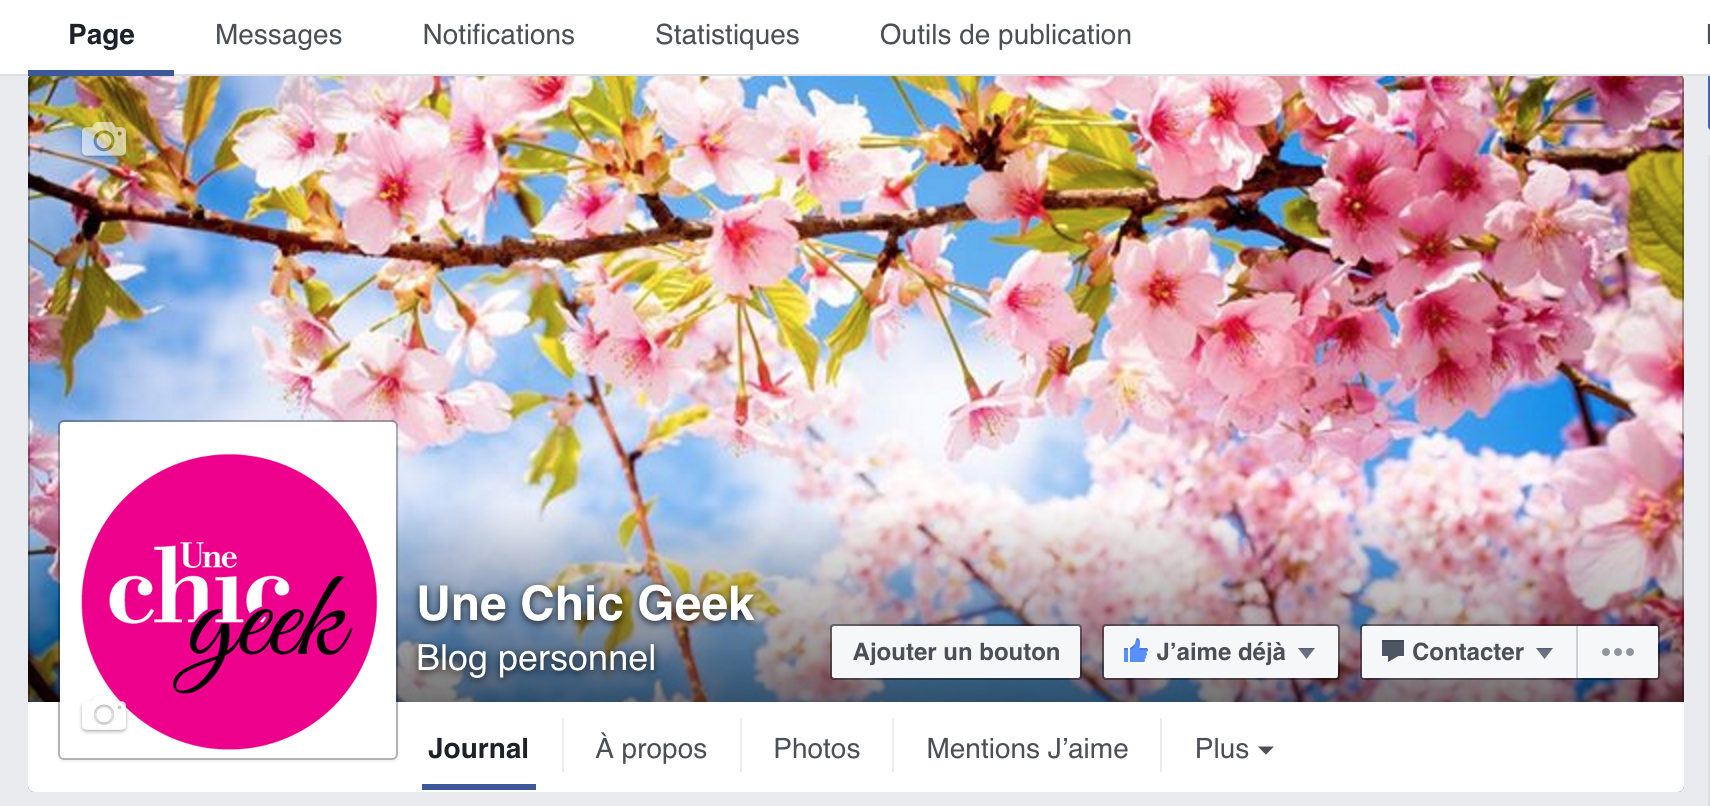 Page Messages Notifications Statistiques Outils de publication
Une
chic
geek
Une Chic Geek
Blog personnel
Ajouter un bouton J'aime déjà Contacter
Journal À propos Photos Mentions J'aime Plus